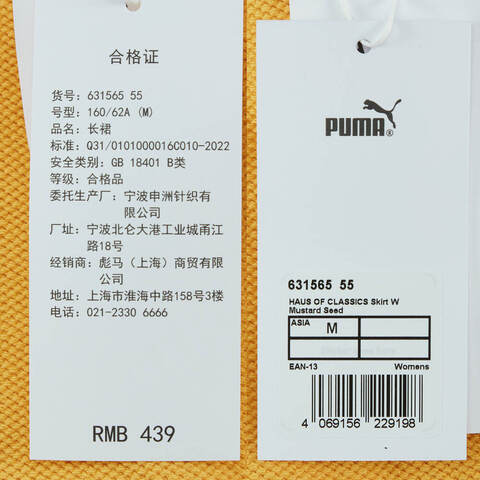 合格证
货号: 631565 55
号型: 160/62A (M)
品名: 长裙
标准: Q31/0101000016C010-2022
安全类别: GB 18401 B类
等级: 合格品
委托生产厂: 宁波申洲针织有
限公司
厂址: 宁波北仑大港工业城甬江
路18号
经销商: 彪马（上海）商贸有限
公司
地址: 上海市淮海中路158号3楼
电话: 021-2330 6666
RMB 439
PUMA®
631565 55
HAUS OF CLASSICS Skirt W
Mustard Seed
ASIA M
EAN-13 Womens
4 069156 229198